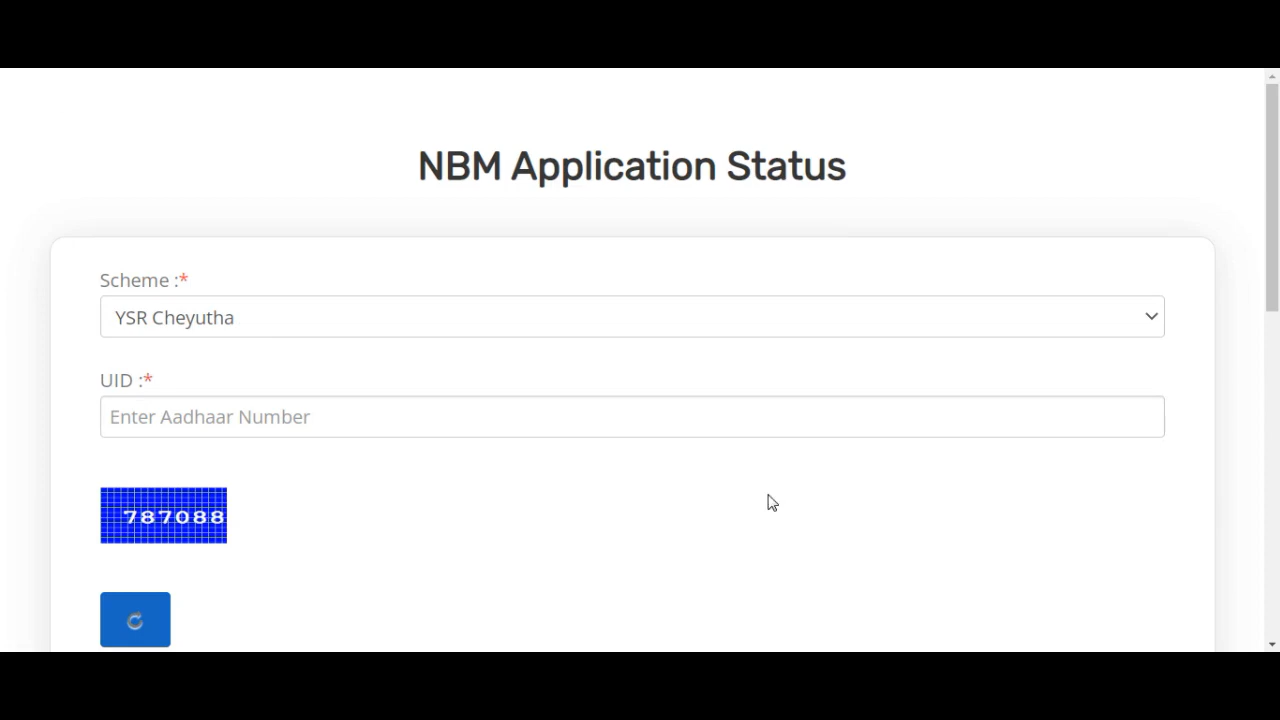 NBM Application Status
Scheme :*
YSR Cheyutha
UID :*
Enter Aadhaar Number
787088